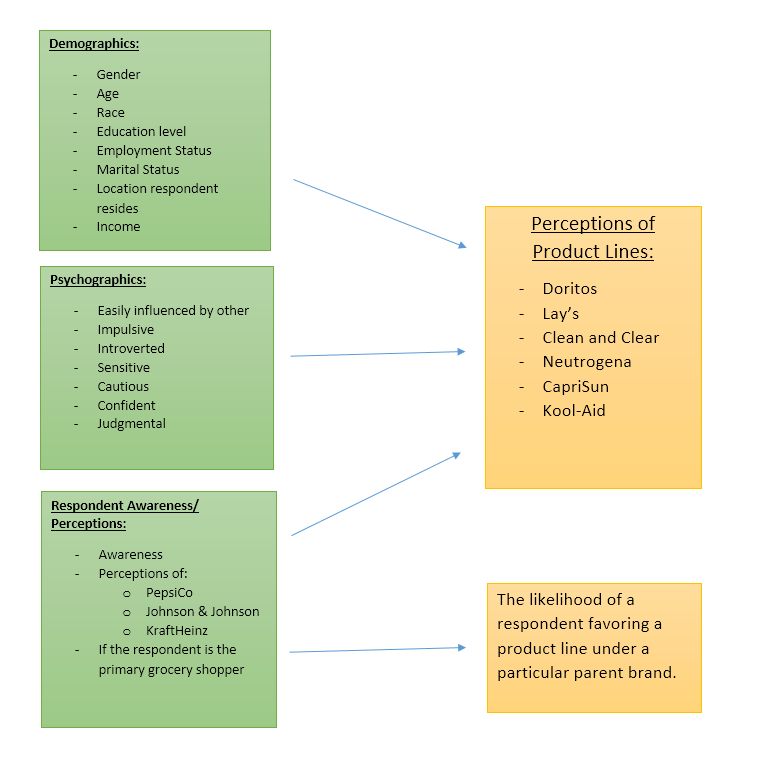 Demographics:
- Gender
- Age
- Race
- Education level
- Employment Status
- Marital Status
- Location respondent
resides
- Income
Psychographics:
- Easily influenced by other
- Impulsive
- Introverted
- Sensitive
- Cautious
- Confident
- Judgmental
Respondent Awareness/
Perceptions:
- Awareness
- Perceptions of:
o PepsiCo
o Johnson & Johnson
o KraftHeinz
- If the respondent is the
primary grocery shopper
Perceptions of
Product Lines:
- Doritos
- Lay’s
- Clean and Clear
- Neutrogena
- CapriSun
- Kool-Aid
The likelihood of a
respondent favoring a
product line under a
particular parent brand.